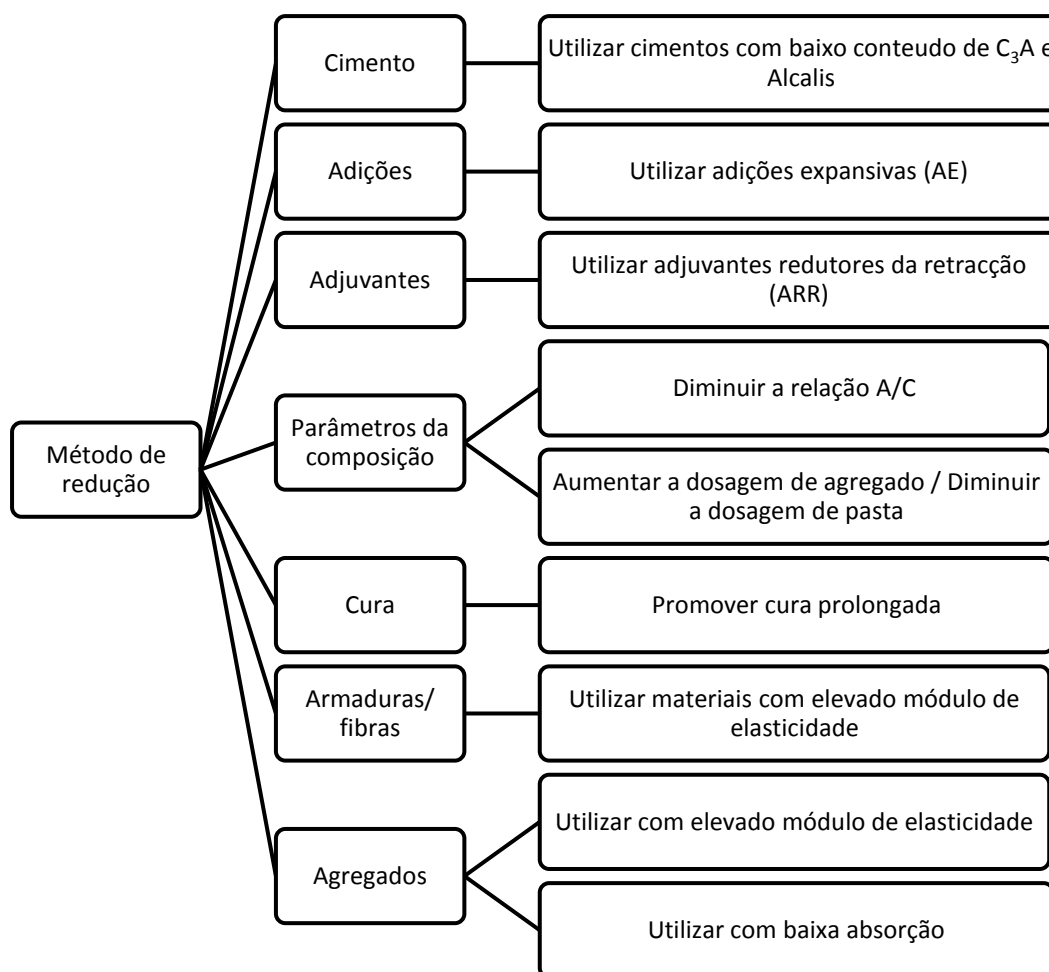 Método de
redução
Cimento
Utilizar cimentos com baixo conteudo de C₃A e
Alcalis
Adições
Utilizar adições expansivas (AE)
Adjuvantes
Utilizar adjuvantes redutores da retracção
(ARR)
Parâmetros da
composição
Diminuir a relação A/C
Aumentar a dosagem de agregado / Diminuir
a dosagem de pasta
Cura
Promover cura prolongada
Armaduras/
fibras
Utilizar materiais com elevado módulo de
elasticidade
Agregados
Utilizar com elevado módulo de elasticidade
Utilizar com baixa absorção